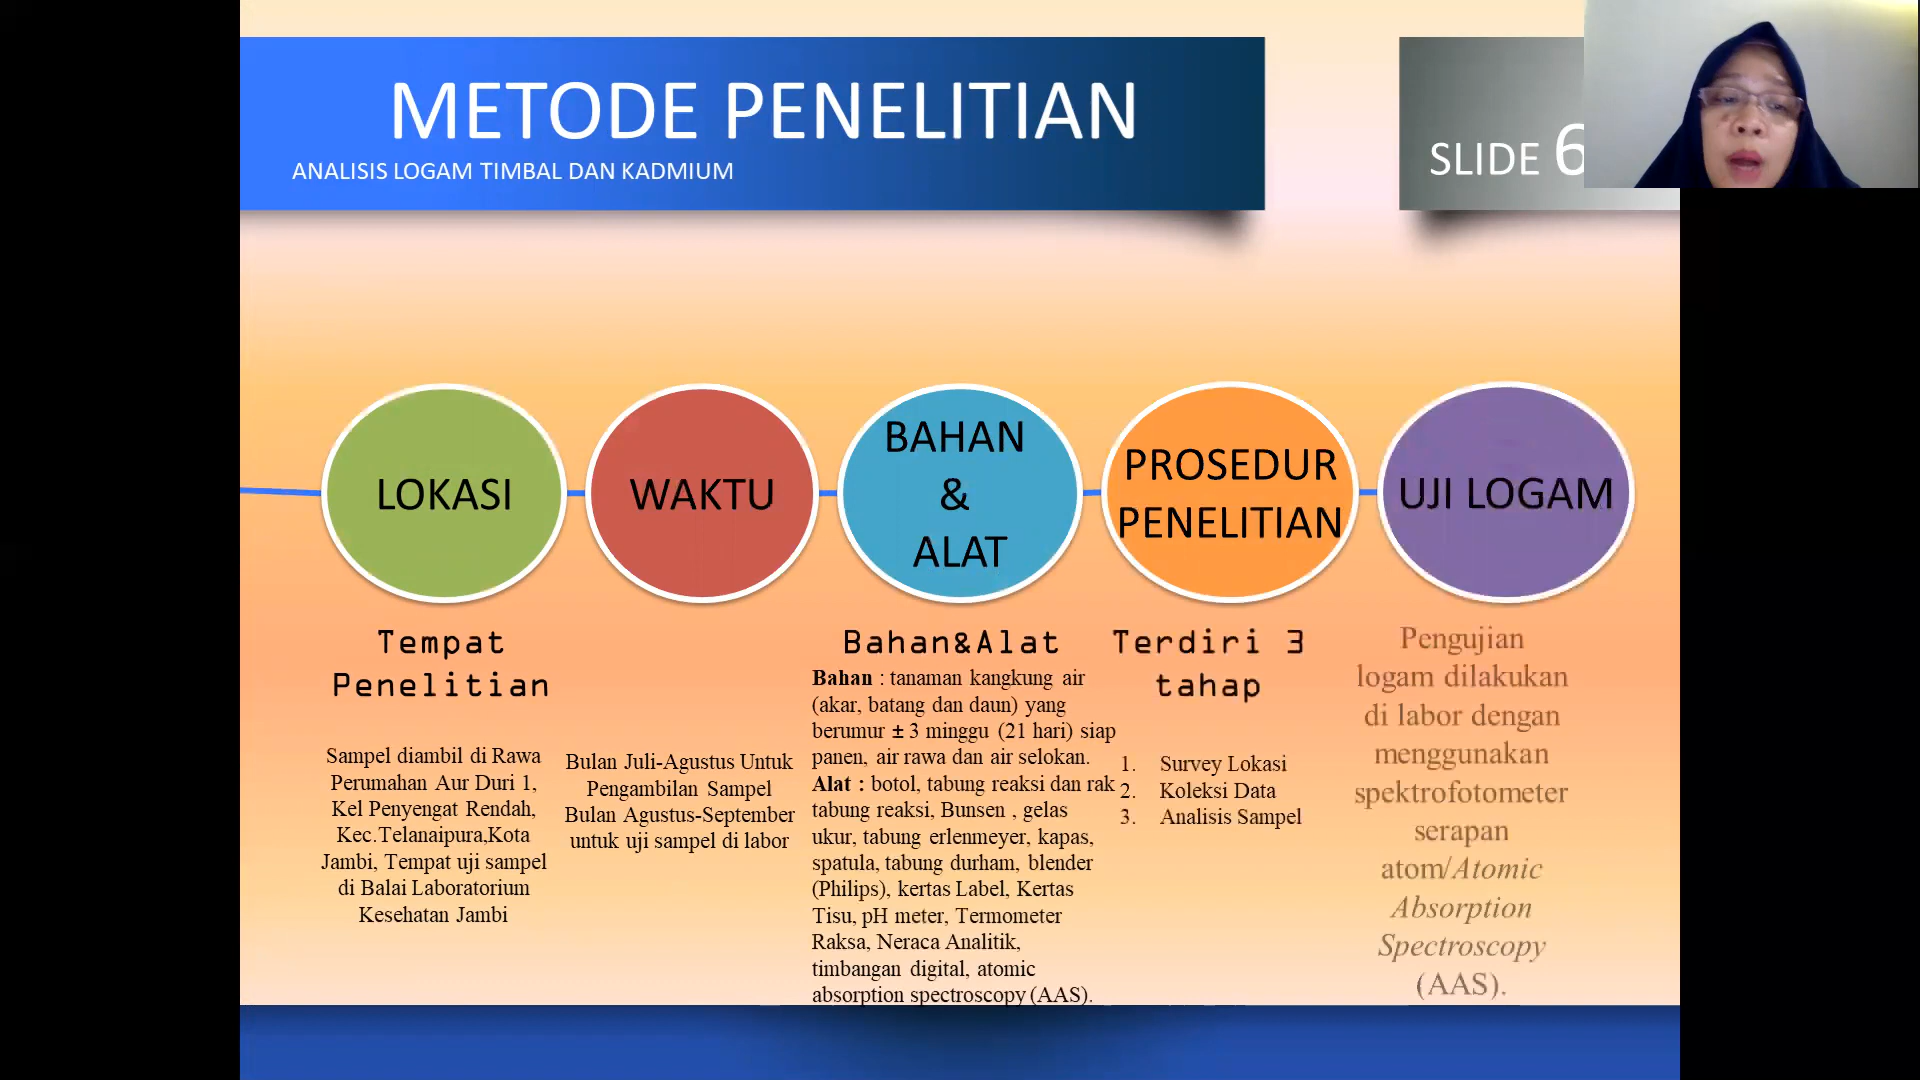 METODE PENELITIAN
ANALISIS LOGAM TIMBAL DAN KADMIUM
SLIDE 6
LOKASI
WAKTU
BAHAN
&
ALAT
PROSEDUR
PENELITIAN
UJI LOGAM
Tempat
Penelitian
Sampel diambil di Rawa
Perumahan Aur Duri 1,
Kel Penyengat Rendah,
Kec.Telanaipura,Kota
Jambi, Tempat uji sampel
di Balai Laboratorium
Kesehatan Jambi
Bulan Juli-Agustus Untuk
Pengambilan Sampel
Bulan Agustus-September
untuk uji sampel di labor
Bahan&Alat
Bahan : tanaman kangkung air
(akar, batang dan daun) yang
berumur ± 3 minggu (21 hari) siap
panen, air rawa dan air selokan.
Alat : botol, tabung reaksi dan rak
tabung reaksi, Bunsen , gelas
ukur, tabung erlenmeyer, kapas,
spatula, tabung durham, blender
(Philips), kertas Label, Kertas
Tisu, pH meter, Termometer
Raksa, Neraca Analitik,
timbangan digital, atomic
absorption spectroscopy (AAS).
Terdiri 3
tahap
1. Survey Lokasi
2. Koleksi Data
3. Analisis Sampel
Pengujian
logam dilakukan
di labor dengan
menggunakan
spektrofotometer
serapan
atom/Atomic
Absorption
Spectroscopy
(AAS).